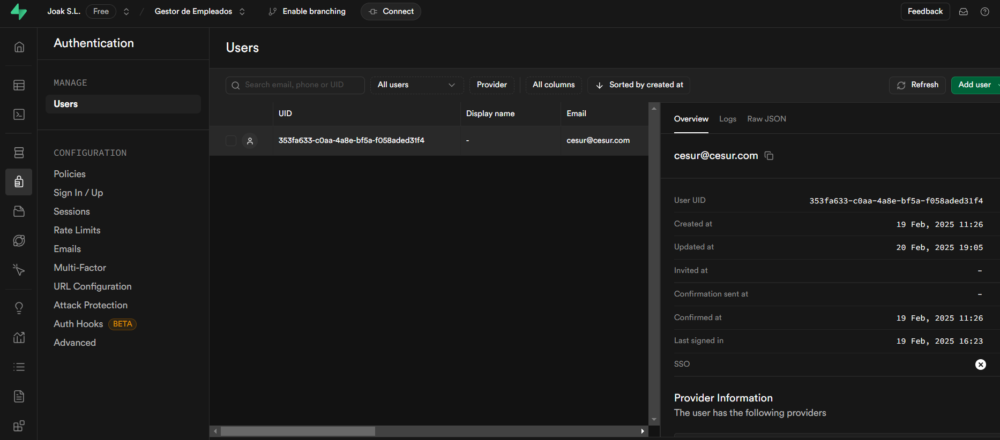 Joak S.L. Free / Gestor de Empleados Enable branching Connect Feedback
Authentication
MANAGE
Users
CONFIGURATION
Policies
Sign In / Up
Sessions
Rate Limits
Emails
Multi-Factor
URL Configuration
Attack Protection
Auth Hooks BETA
Advanced
Users
Search email, phone or UID All users Provider All columns Sorted by created at Refresh Add user
UID Display name Email
353fa633-c0aa-4a8e-bf5a-f058aded31f4 - cesur@cesur.com
Overview Logs Raw JSON
cesur@cesur.com
User UID 353fa633-c0aa-4a8e-bf5a-f058aded31f4
Created at 19 Feb, 2025 11:26
Updated at 20 Feb, 2025 19:05
Invited at -
Confirmation sent at -
Confirmed at 19 Feb, 2025 11:26
Last signed in 19 Feb, 2025 16:23
SSO
Provider Information
The user has the following providers